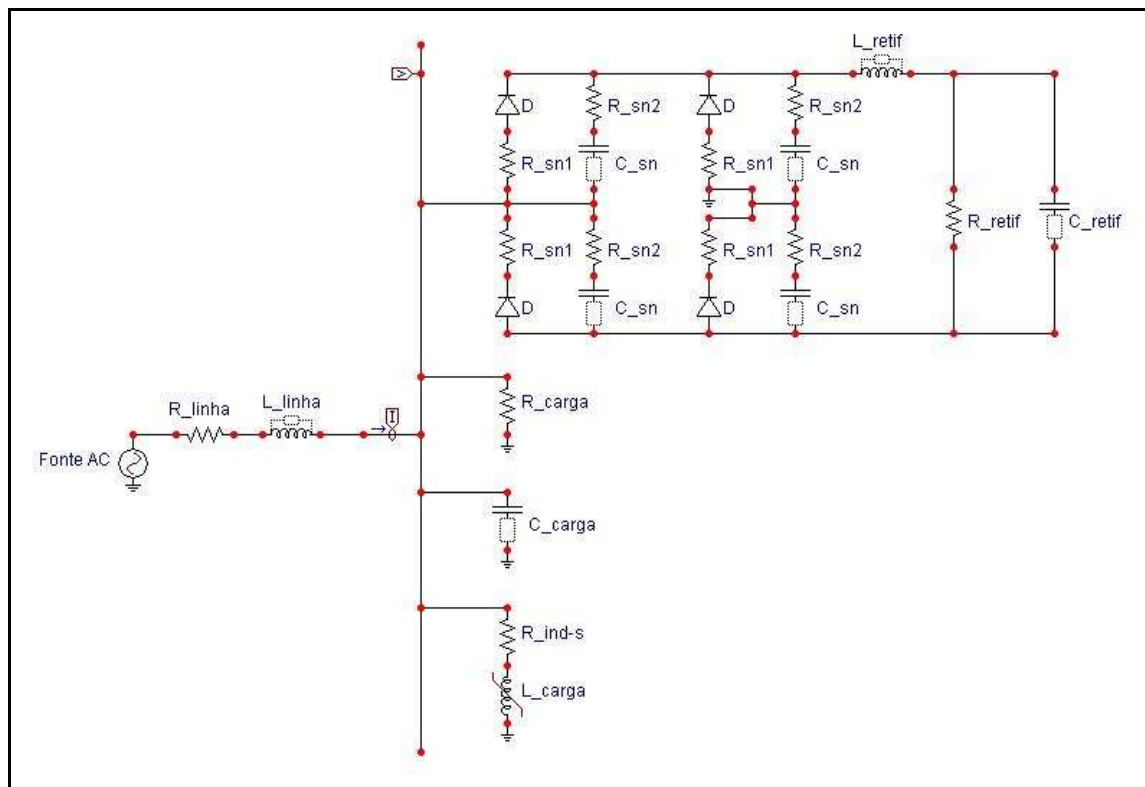 L_retif
D
R_sn2
D
R_sn2
R_sn1
C_sn
R_sn1
C_sn
R_sn1
R_sn2
R_sn1
R_sn2
R_retif
C_retif
D
C_sn
D
C_sn
R_linha
L_linha
I
R_carga
Fonte AC
C_carga
R_ind-s
L_carga
V